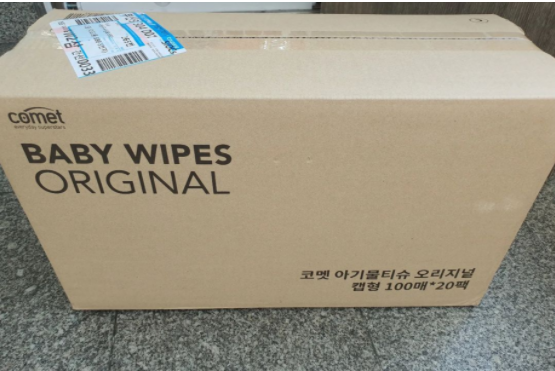 comet
everyday superstars
BABY WIPES
ORIGINAL
코멧 아기물티슈 오리지널
캡형 100매*20팩